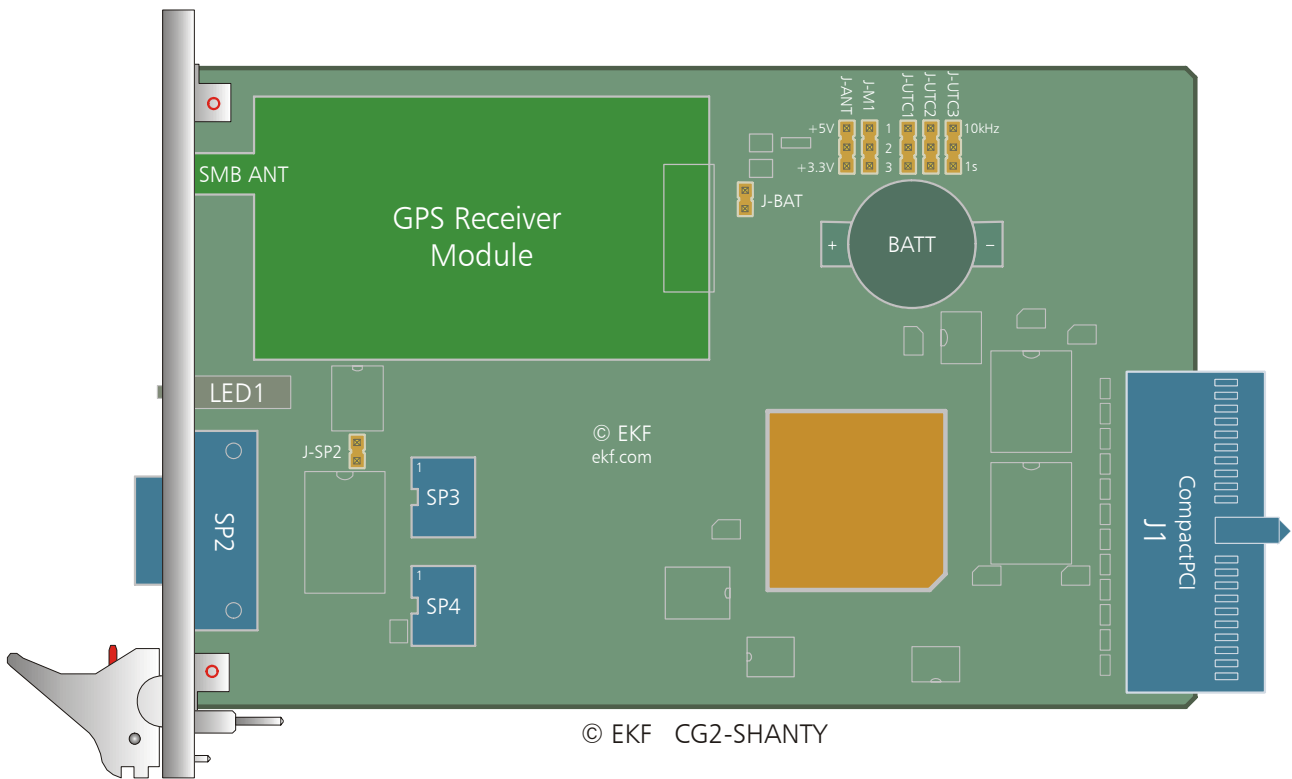 J-ANT
J-M1
J-UTC1
J-UTC2
J-UTC3
+5V
1
10kHz
2
+3.3V
3
1s
SMB ANT
J-BAT
GPS Receiver
Module
+
BATT
−
LED1
© EKF
ekf.com
J-SP2
1
SP3
SP2
CompactPCI
J1
1
SP4
© EKF CG2-SHANTY